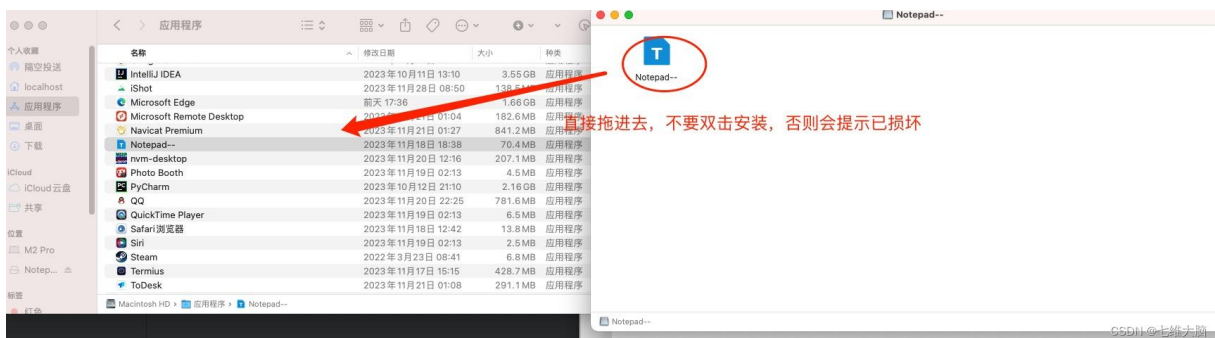 应用程序
Notepad--
个人收藏
隔空投送
localhost
应用程序
桌面
下载
iCloud
iCloud云盘
共享
位置
M2 Pro
Notep...
标签
红色
名称 修改日期 大小 种类
IntelliJ IDEA 2023年10月11日 13:10 3.55 GB 应用程序
iShot 2023年11月28日 08:50 138.5 MB 应用程序
Microsoft Edge 前天 17:36 1.66 GB 应用程序
Microsoft Remote Desktop 01:04 182.6 MB 应用程序
Navicat Premium 2023年11月21日 01:27 841.2 MB 应用程序
Notepad-- 2023年11月18日 18:38 70.4 MB 应用程序
nvm-desktop 2023年11月20日 12:16 207.1 MB 应用程序
Photo Booth 2023年11月19日 02:13 4.5 MB 应用程序
PyCharm 2023年10月12日 21:10 2.16 GB 应用程序
QQ 2023年11月20日 22:25 781.6 MB 应用程序
QuickTime Player 2023年11月19日 02:13 6.5 MB 应用程序
Safari浏览器 2023年11月18日 12:42 13.8 MB 应用程序
Siri 2023年11月19日 02:13 2.5 MB 应用程序
Steam 2022年3月23日 08:41 6.8 MB 应用程序
Termius 2023年11月17日 15:15 428.7 MB 应用程序
ToDesk 2023年11月21日 01:08 291.1 MB 应用程序
Macintosh HD › 应用程序 › Notepad--
T
Notepad--
直接拖进去，不要双击安装，否则会提示已损坏
Notepad--
CSDN @七维大脑